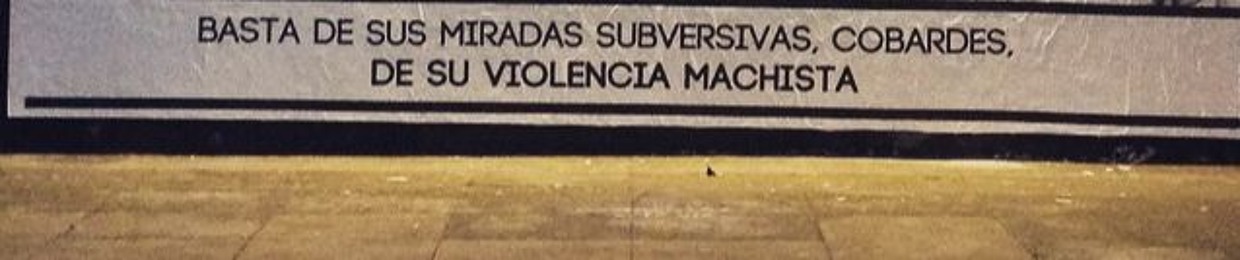 BASTA DE SUS MIRADAS SUBVERSIVAS, COBARDES,
DE SU VIOLENCIA MACHISTA